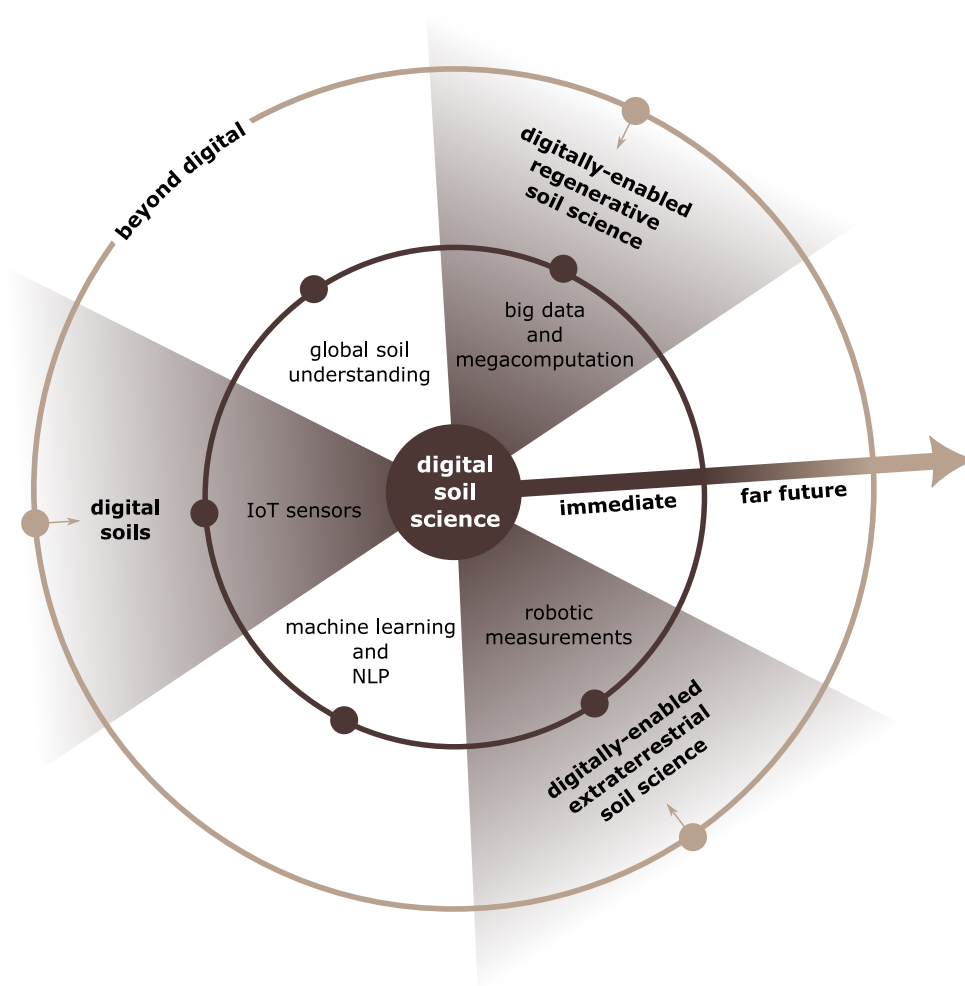 beyond digital
digitally-enabled
regenerative
soil science
big data
and
megacomputation
global soil
understanding
digital
soil
science
immediate
far future
digital
soils
IoT sensors
machine learning
and
NLP
robotic
measurements
digitally-enabled
extraterrestrial
soil science